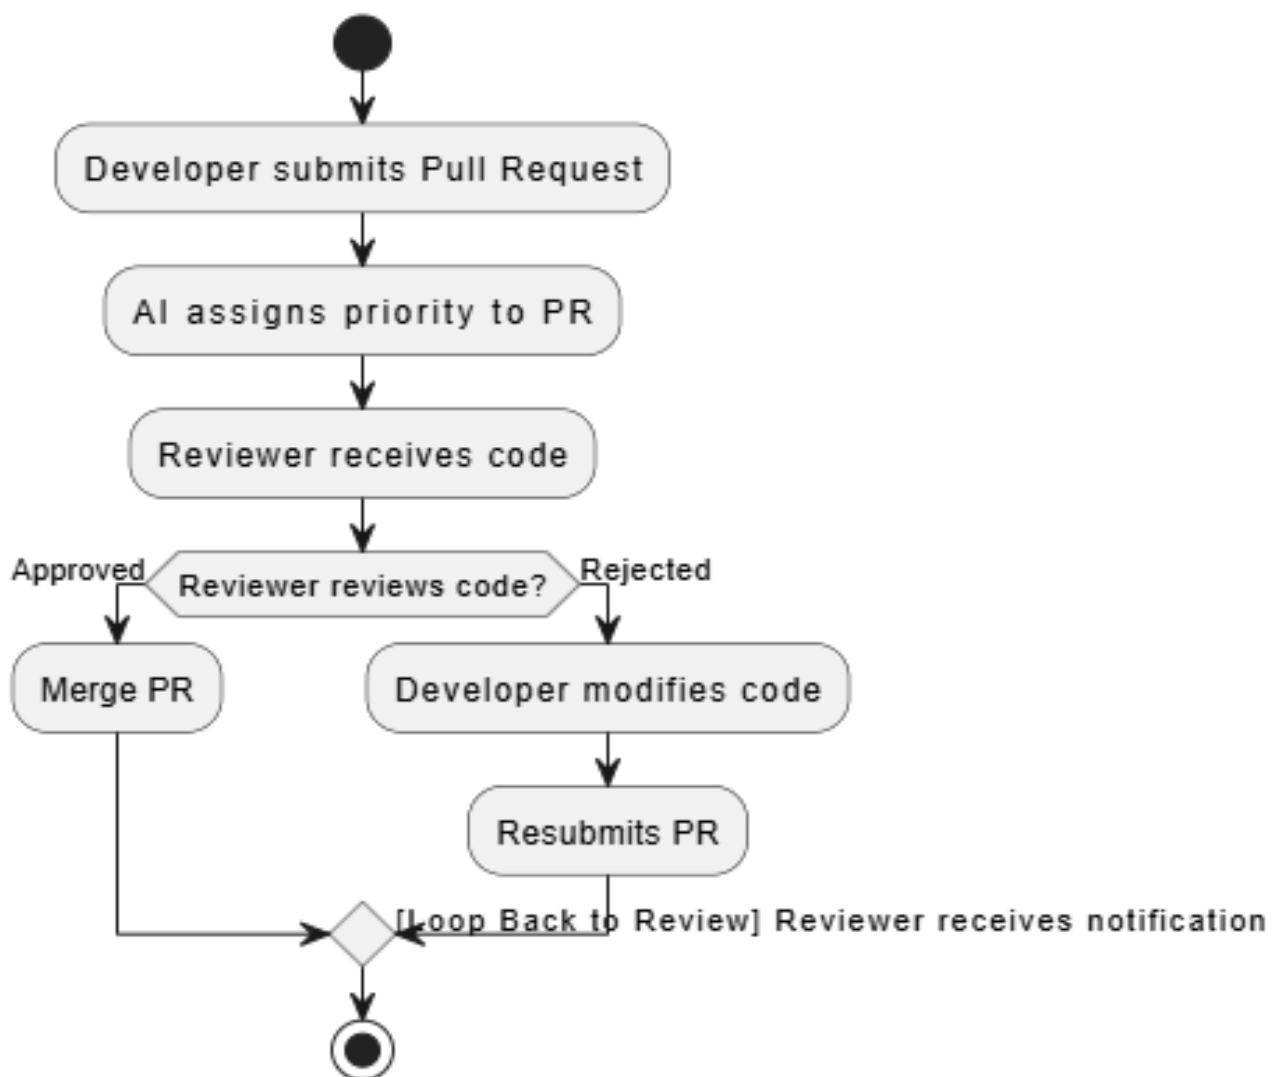 Developer submits Pull Request
AI assigns priority to PR
Reviewer receives code
Approved
Reviewer reviews code?
Rejected
Merge PR
Developer modifies code
Resubmits PR
[Loop Back to Review] Reviewer receives notification